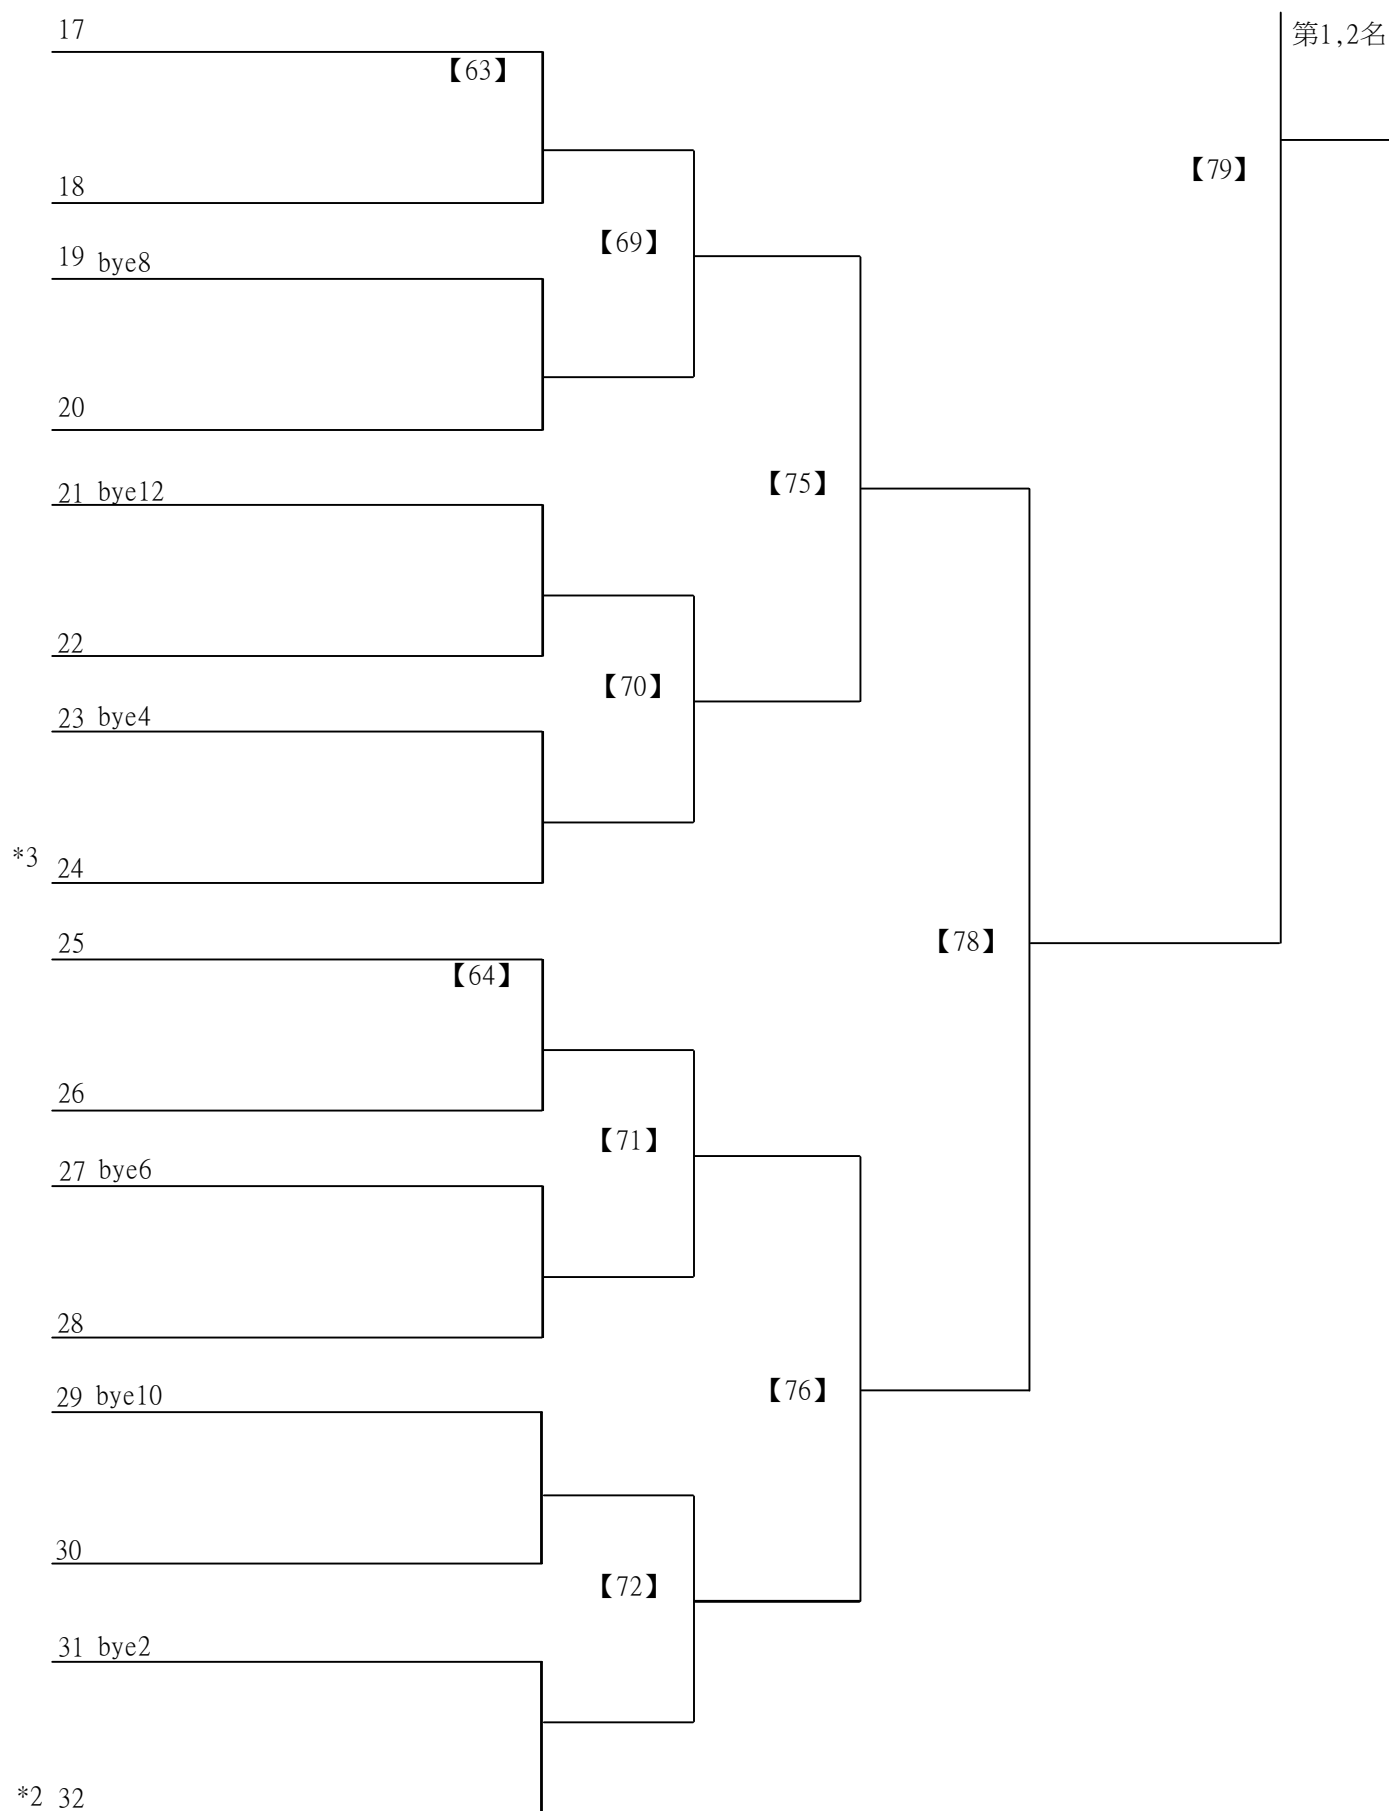 17
第1,2名
【63】
【79】
18
【69】
19 bye8
20
【75】
21 bye12
22
【70】
23 bye4
*3 24
25
【78】
【64】
26
【71】
27 bye6
28
【76】
29 bye10
30
【72】
31 bye2
*2 32